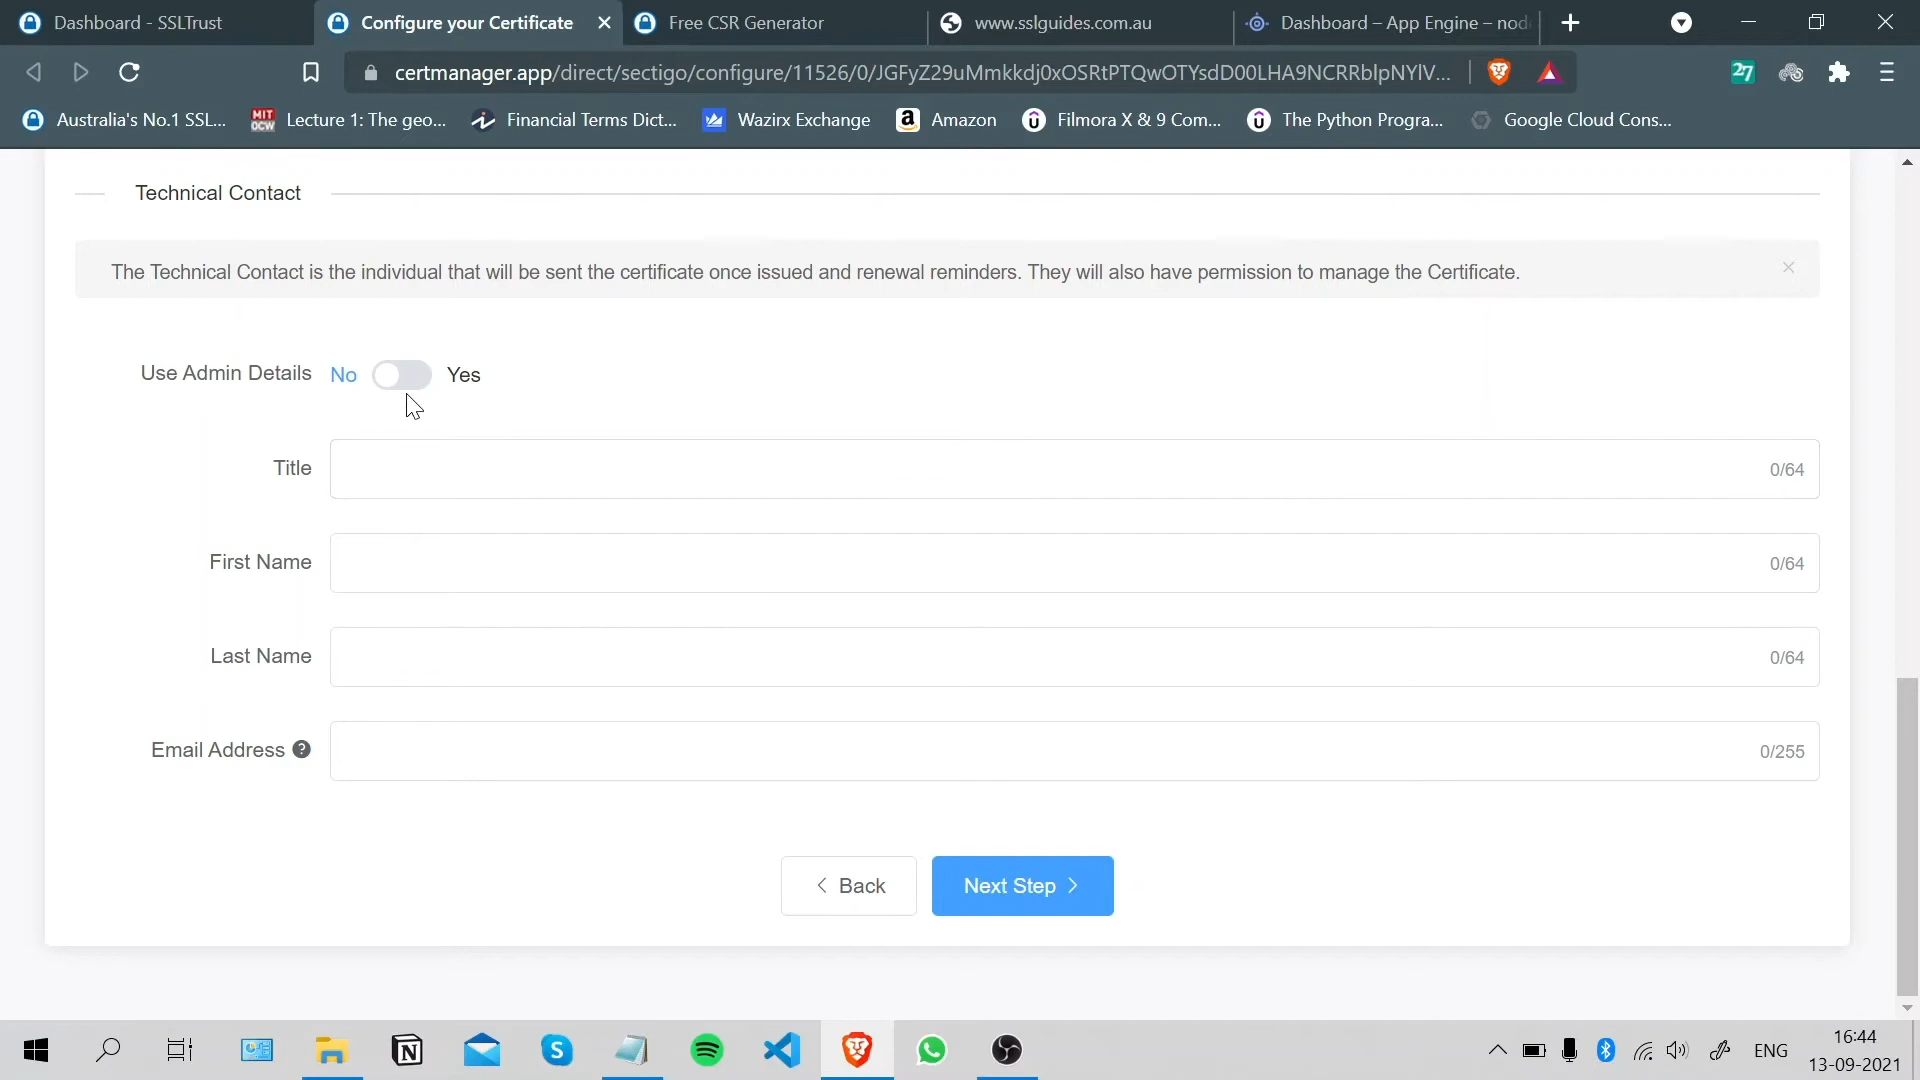 Dashboard - SSLTrust
Configure your Certificate
Free CSR Generator
www.sslguides.com.au
Dashboard – App Engine – nod
certmanager.app/direct/sectigo/configure/11526/0/JGFyZ29uMmkkdj0xOSRtPTQwOTYsdD00LHA9NCRRblpNYlV...
27
Australia's No.1 SSL...
MIT OCW
Lecture 1: The geo...
Financial Terms Dict...
Wazirx Exchange
Amazon
Filmora X & 9 Com...
The Python Progra...
Google Cloud Cons...
Technical Contact
The Technical Contact is the individual that will be sent the certificate once issued and renewal reminders. They will also have permission to manage the Certificate.
Use Admin Details No Yes
Title 0/64
First Name 0/64
Last Name 0/64
Email Address ? 0/255
Back
Next Step
ENG
16:44
13-09-2021